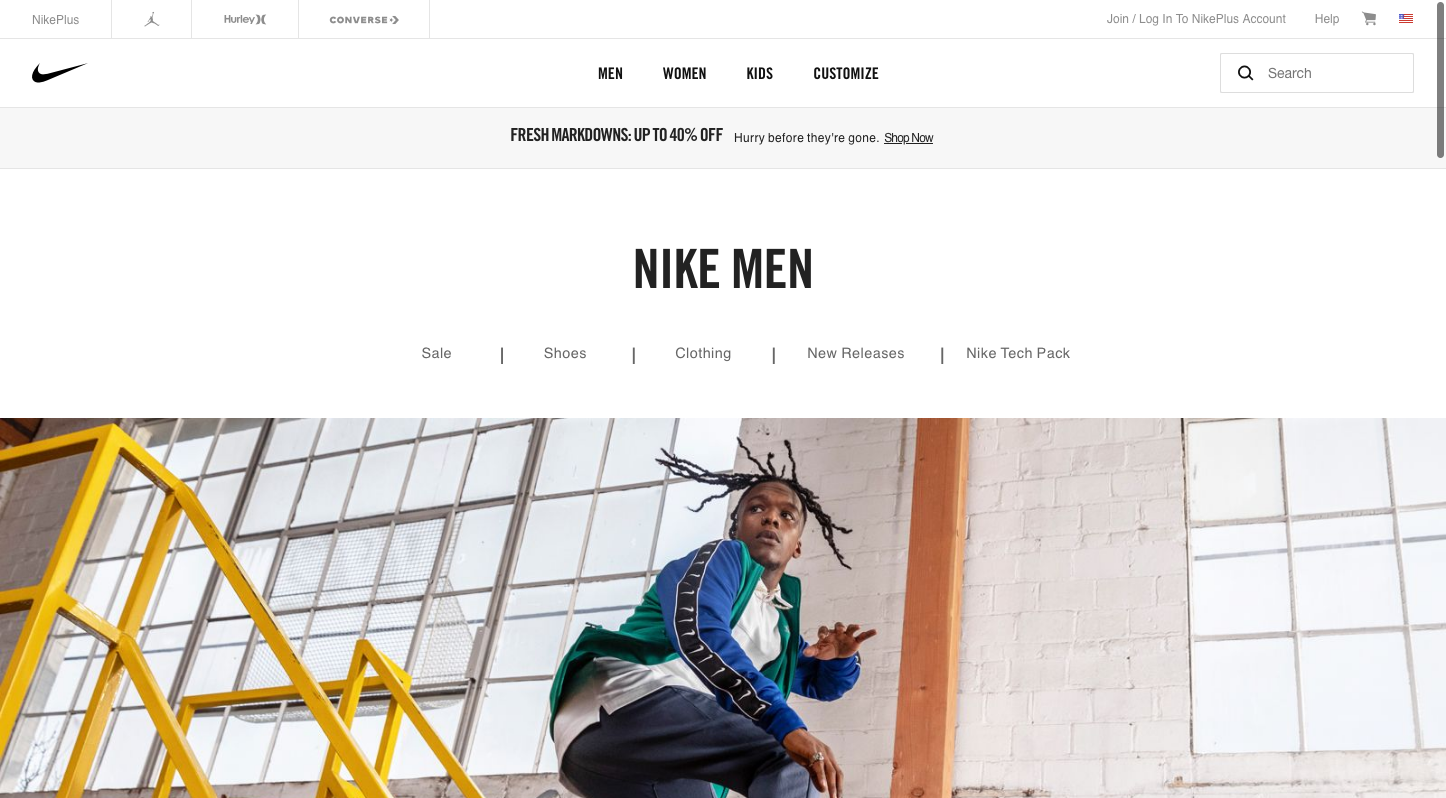 NikePlus
Hurley
CONVERSE
Join / Log In To NikePlus Account
Help
MEN
WOMEN
KIDS
CUSTOMIZE
Search
FRESH MARKDOWNS: UP TO 40% OFF Hurry before they're gone. Shop Now
NIKE MEN
Sale | Shoes | Clothing | New Releases | Nike Tech Pack